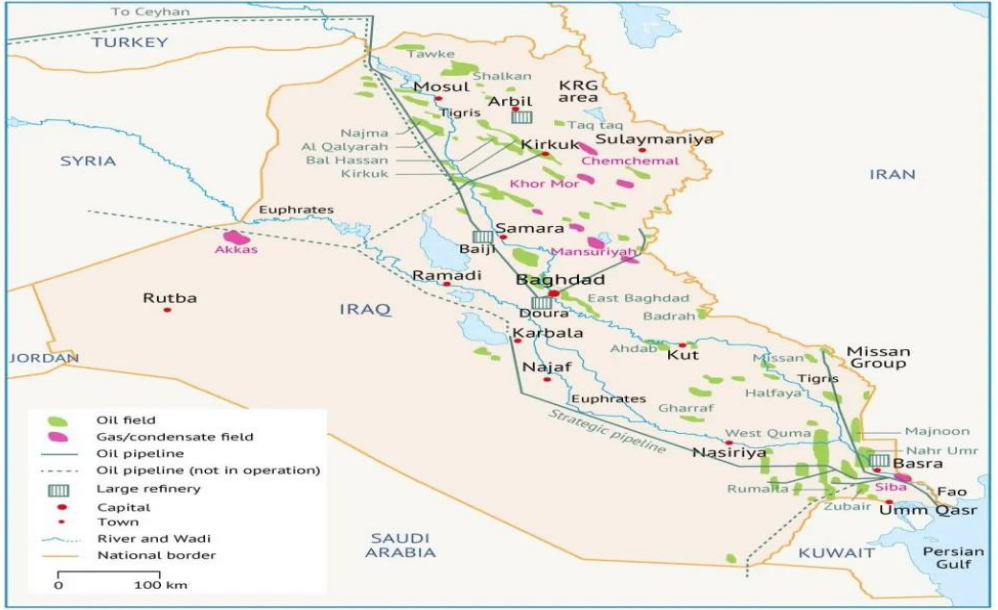 To Ceyhan
TURKEY
Tawke
Shalkan
Mosul
Arbil
KRG
area
Tigris
Taq taq
Najma
Al Qalyarah
Bal Hassan
Kirkuk
Kirkuk
Sulaymaniya
Chemchemal
SYRIA
Khor Mor
IRAN
Euphrates
Akkas
Samara
Baiji
Mansuriyah
Ramadi
Baghdad
Rutba
IRAQ
East Baghdad
Doura
Badrah
Karbala
JORDAN
Ahdab
Kut
Missan
Missan
Group
Najaf
Tigris
Euphrates
Halfaya
Gharraf
Strategic pipeline
West Quma
Majnoon
Nasiriya
Nahr Umr
Basra
Rumaila
Siba
Fao
Zubair
Umm Qasr
SAUDI
ARABIA
KUWAIT
Persian
Gulf
Oil field
Gas/condensate field
Oil pipeline
Oil pipeline (not in operation)
Large refinery
Capital
Town
River and Wadi
National border
0 100 km